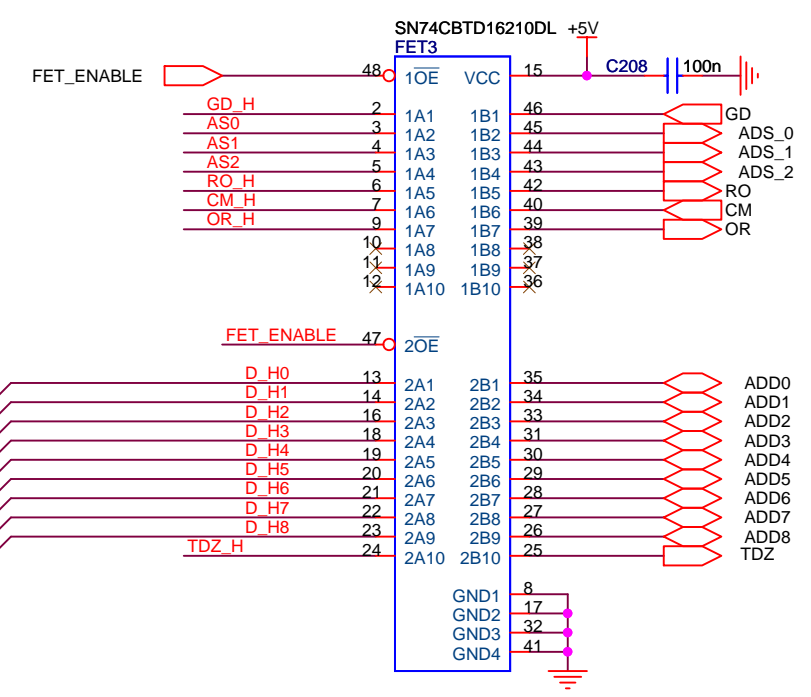 SN74CBTD16210DL +5V
FET3
C208 100n
FET_ENABLE 48 1OE VCC 15
GD_H 2 1A1 1B1 46 GD
AS0 3 1A2 1B2 45 ADS_0
AS1 4 1A3 1B3 44 ADS_1
AS2 5 1A4 1B4 43 ADS_2
RO_H 6 1A5 1B5 42 RO
CM_H 7 1A6 1B6 40 CM
OR_H 9 1A7 1B7 39 OR
10 1A8 1B8 38
11 1A9 1B9 37
12 1A10 1B10 36
FET_ENABLE 47 2OE
D_H0 13 2A1 2B1 35 ADD0
D_H1 14 2A2 2B2 34 ADD1
D_H2 16 2A3 2B3 33 ADD2
D_H3 18 2A4 2B4 31 ADD3
D_H4 19 2A5 2B5 30 ADD4
D_H5 20 2A6 2B6 29 ADD5
D_H6 21 2A7 2B7 28 ADD6
D_H7 22 2A8 2B8 27 ADD7
D_H8 23 2A9 2B9 26 ADD8
TDZ_H 24 2A10 2B10 25 TDZ
GND1 8
GND2 17
GND3 32
GND4 41